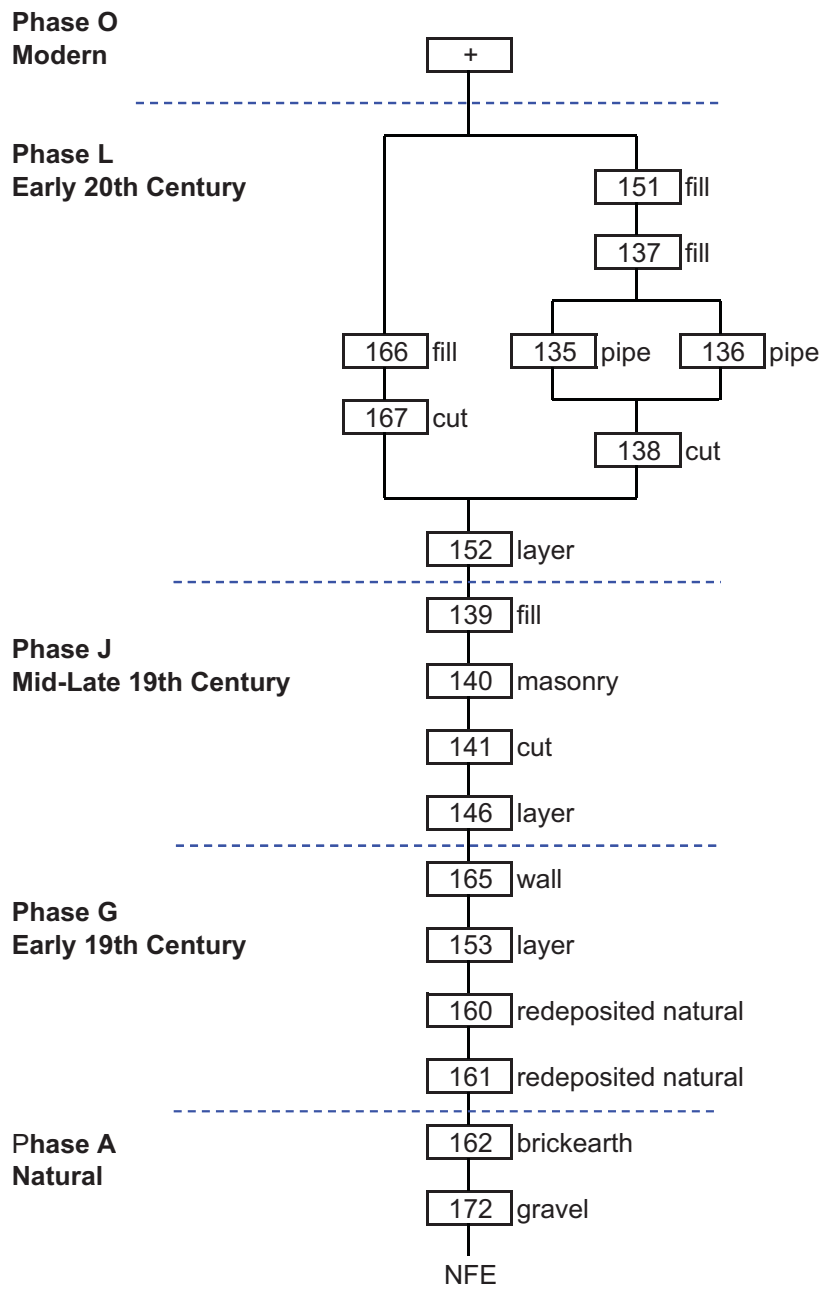 Phase O
Modern
+
Phase L
Early 20th Century
151 fill
137 fill
166 fill
135 pipe
136 pipe
167 cut
138 cut
152 layer
139 fill
Phase J
Mid-Late 19th Century
140 masonry
141 cut
146 layer
165 wall
Phase G
Early 19th Century
153 layer
160 redeposited natural
161 redeposited natural
Phase A
Natural
162 brickearth
172 gravel
NFE